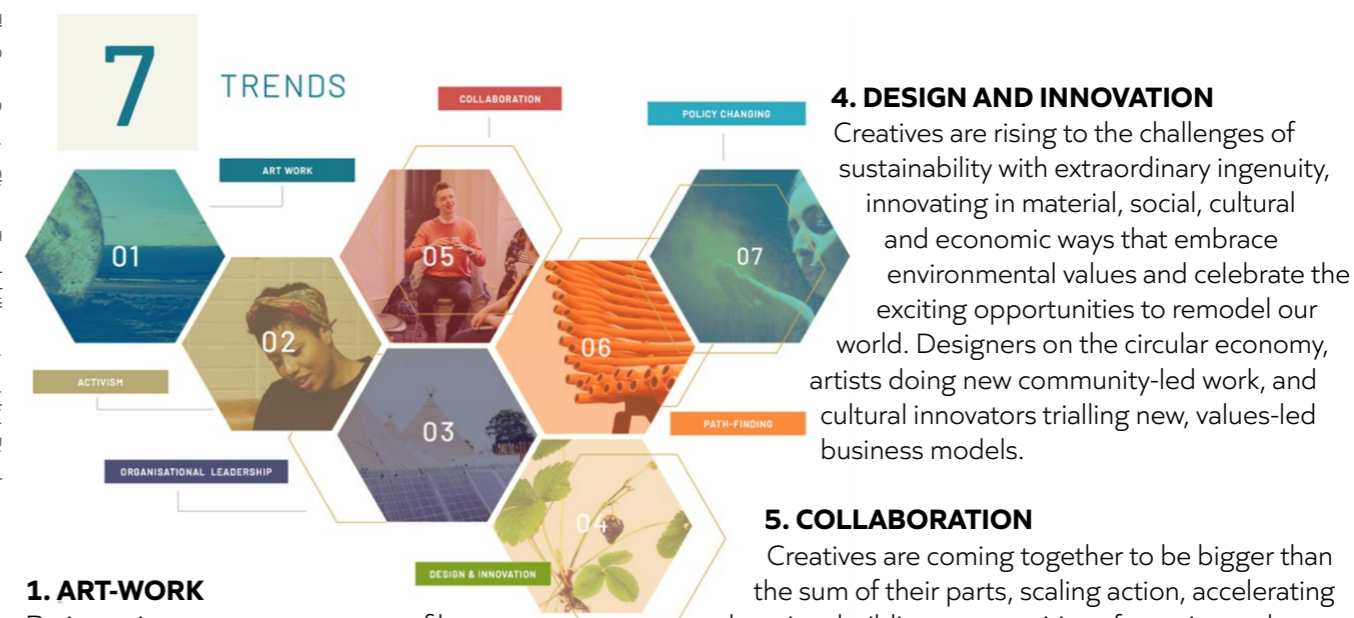 7
TRENDS
COLLABORATION
POLICY CHANGING
ART WORK
01
05
07
02
06
ACTIVISM
03
PATH-FINDING
ORGANISATIONAL LEADERSHIP
04
DESIGN & INNOVATION
1. ART-WORK
4. DESIGN AND INNOVATION
Creatives are rising to the challenges of
sustainability with extraordinary ingenuity,
innovating in material, social, cultural
and economic ways that embrace
environmental values and celebrate the
exciting opportunities to remodel our
world. Designers on the circular economy,
artists doing new community-led work, and
cultural innovators trialling new, values-led
business models.
5. COLLABORATION
Creatives are coming together to be bigger than
the sum of their parts, scaling action, accelerating